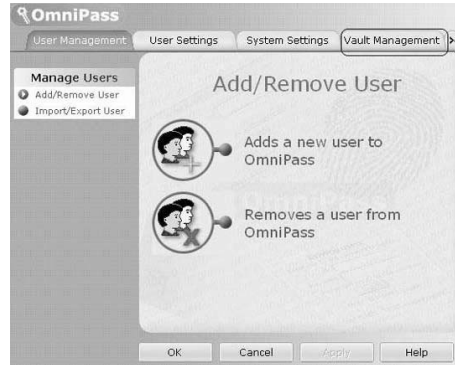 OmniPass
User Management User Settings System Settings Vault Management >
Manage Users
Add/Remove User
Import/Export User
Add/Remove User
Adds a new user to
OmniPass
Removes a user from
OmniPass
OK Cancel Apply Help